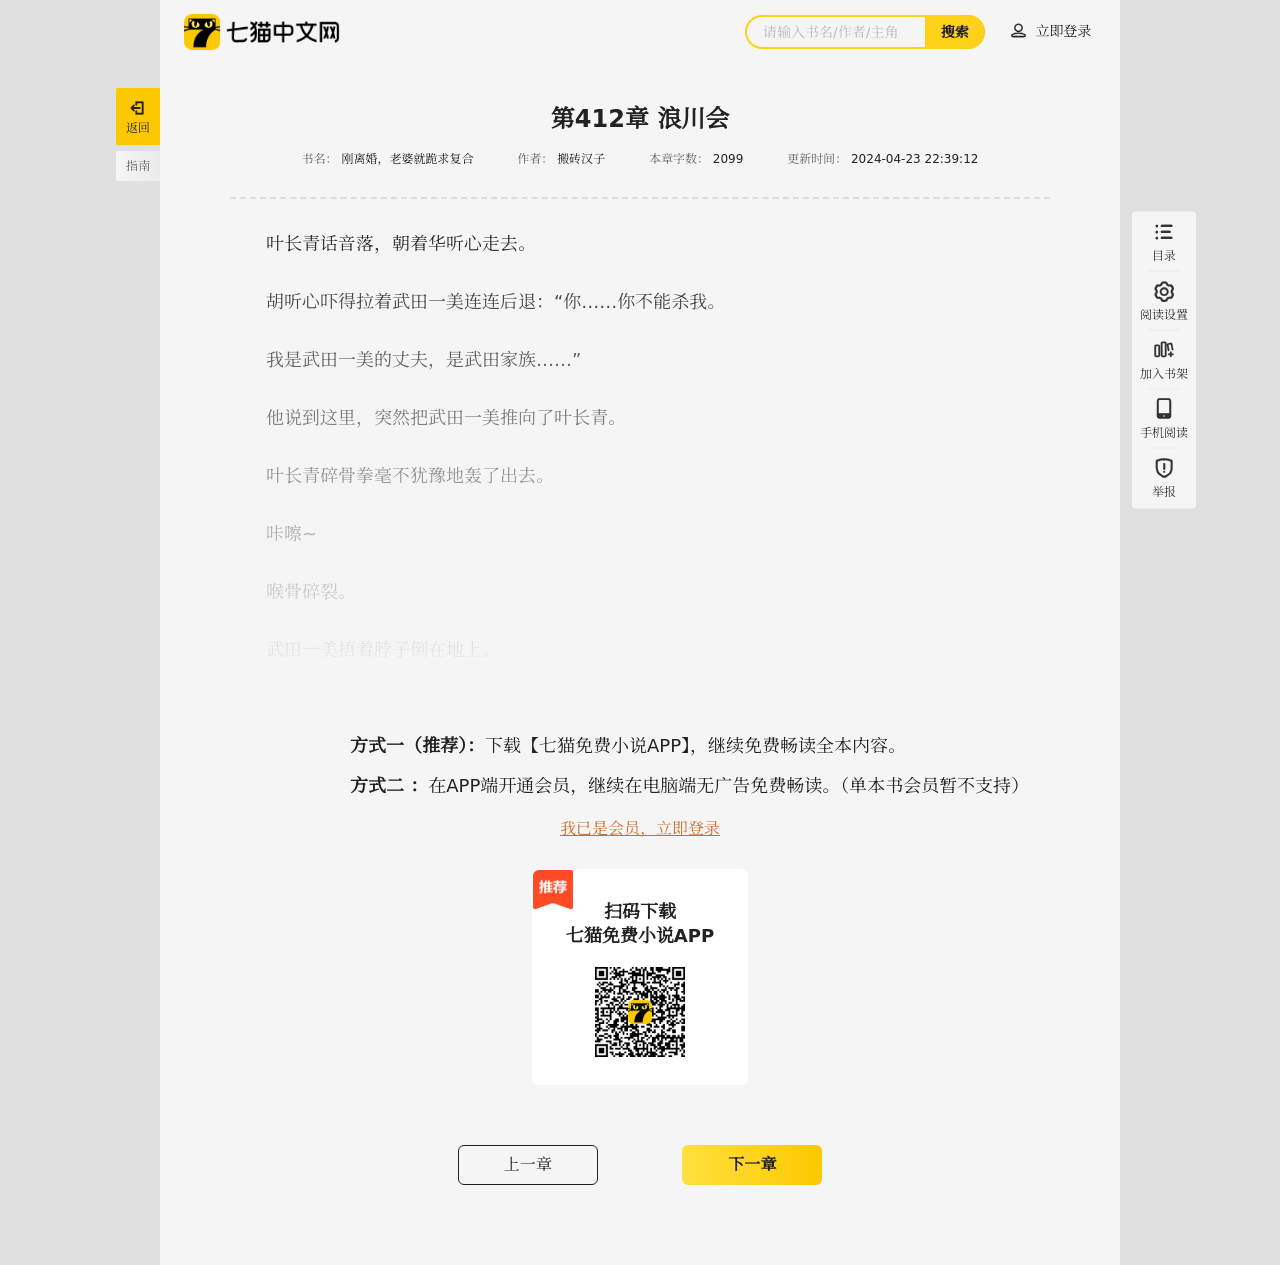 七猫中文网
请输入书名/作者/主角
搜索
立即登录
返回
指南
第412章 浪川会
书名： 刚离婚，老婆就跪求复合 作者： 搬砖汉子 本章字数： 2099 更新时间： 2024-04-23 22:39:12
叶长青话音落，朝着华听心走去。
胡听心吓得拉着武田一美连连后退：“你……你不能杀我。
我是武田一美的丈夫，是武田家族……”
他说到这里，突然把武田一美推向了叶长青。
叶长青碎骨拳毫不犹豫地轰了出去。
咔嚓~
喉骨碎裂。
武田一美捂着脖子倒在地上。
目录
阅读设置
加入书架
手机阅读
举报
方式一（推荐）：下载【七猫免费小说APP】，继续免费畅读全本内容。
方式二 ：在APP端开通会员，继续在电脑端无广告免费畅读。（单本书会员暂不支持）
我已是会员，立即登录
推荐
扫码下载
七猫免费小说APP
上一章
下一章